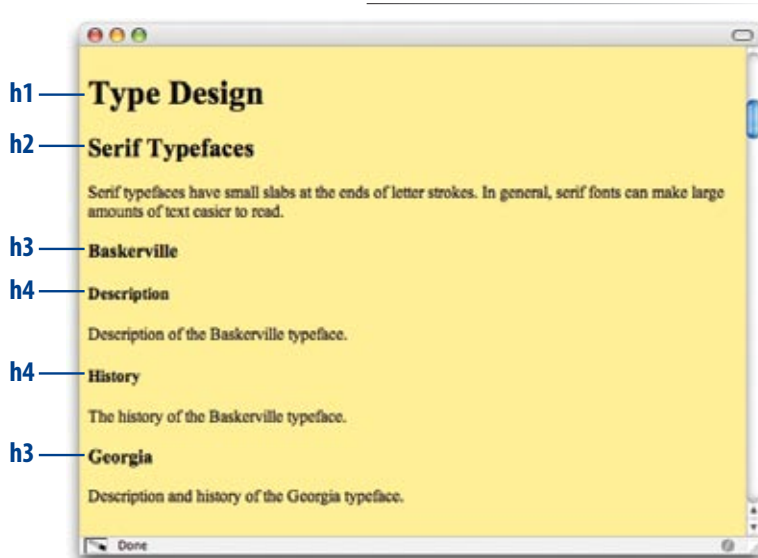 h1 Type Design
h2 Serif Typefaces
Serif typefaces have small slabs at the ends of letter strokes. In general, serif fonts can make large
amounts of text easier to read.
h3 Baskerville
h4 Description
Description of the Baskerville typeface.
h4 History
The history of the Baskerville typeface.
h3 Georgia
Description and history of the Georgia typeface.
Done